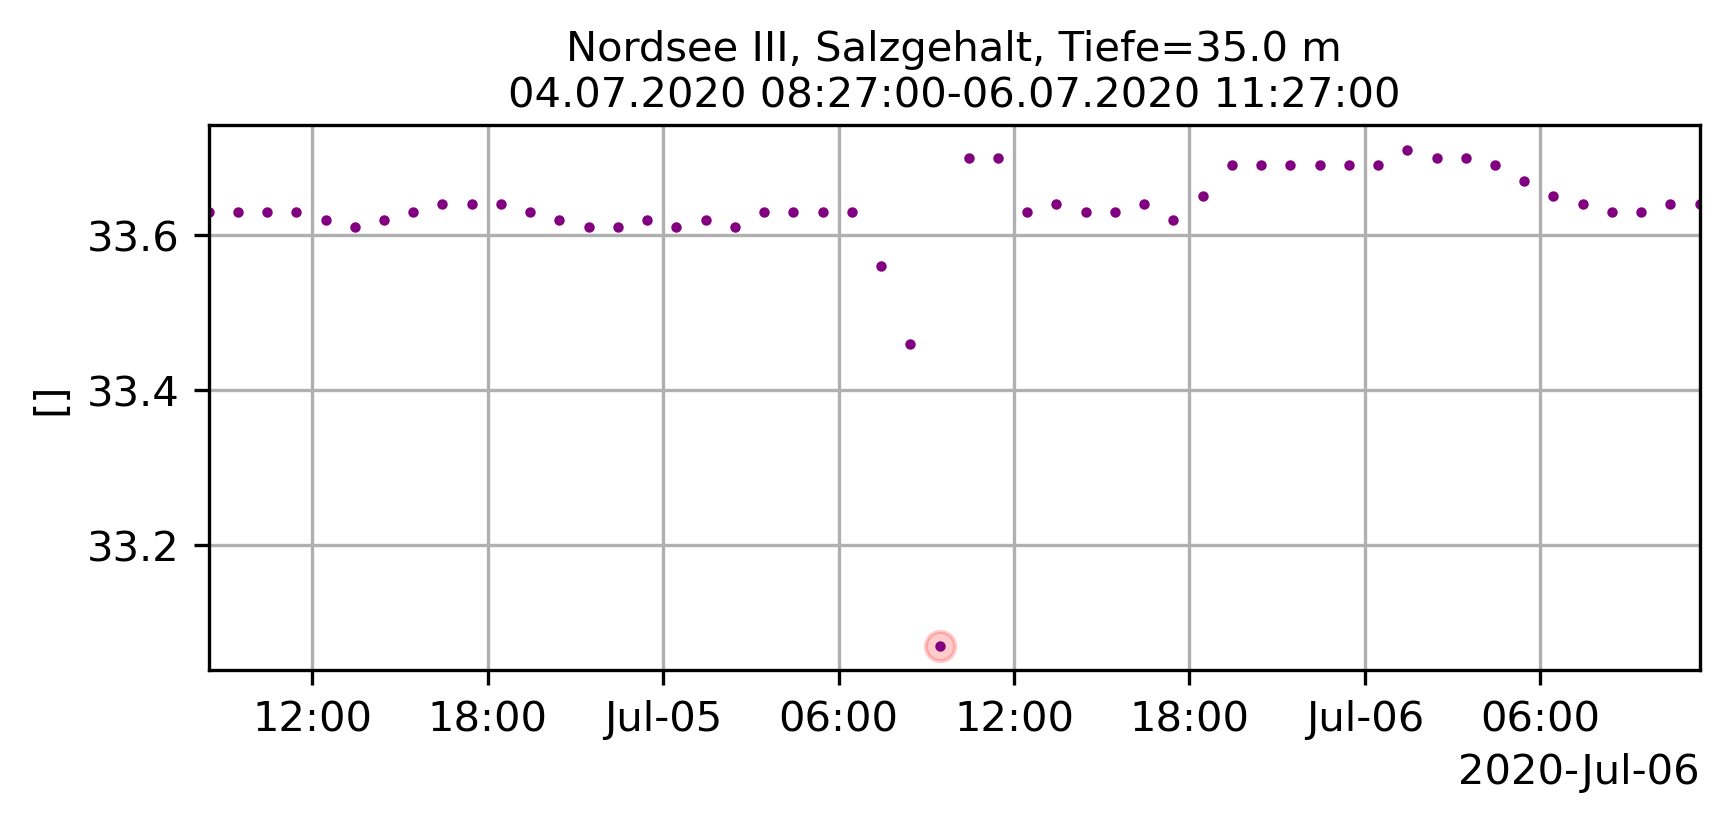 Nordsee III, Salzgehalt, Tiefe=35.0 m
04.07.2020 08:27:00-06.07.2020 11:27:00
[]
33.6
33.4
33.2
12:00 18:00 Jul-05 06:00 12:00 18:00 Jul-06 06:00
2020-Jul-06